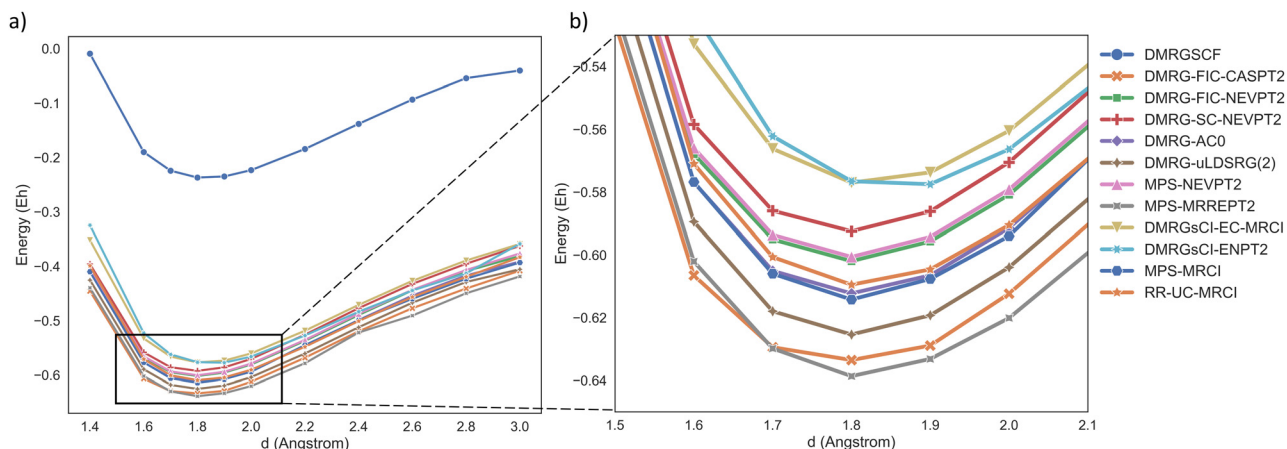 a)
0.0
−0.1
−0.2
−0.3
−0.4
−0.5
−0.6
Energy (Eh)
1.4 1.6 1.8 2.0 2.2 2.4 2.6 2.8 3.0
d (Angstrom)
b)
−0.54
−0.56
−0.58
−0.60
−0.62
−0.64
Energy (Eh)
1.5 1.6 1.7 1.8 1.9 2.0 2.1
d (Angstrom)
DMRGSCF
DMRG-FIC-CASPT2
DMRG-FIC-NEVPT2
DMRG-SC-NEVPT2
DMRG-AC0
DMRG-uLDSRG(2)
MPS-NEVPT2
MPS-MRREPT2
DMRGsCI-EC-MRCI
DMRGsCI-ENPT2
MPS-MRCI
RR-UC-MRCI